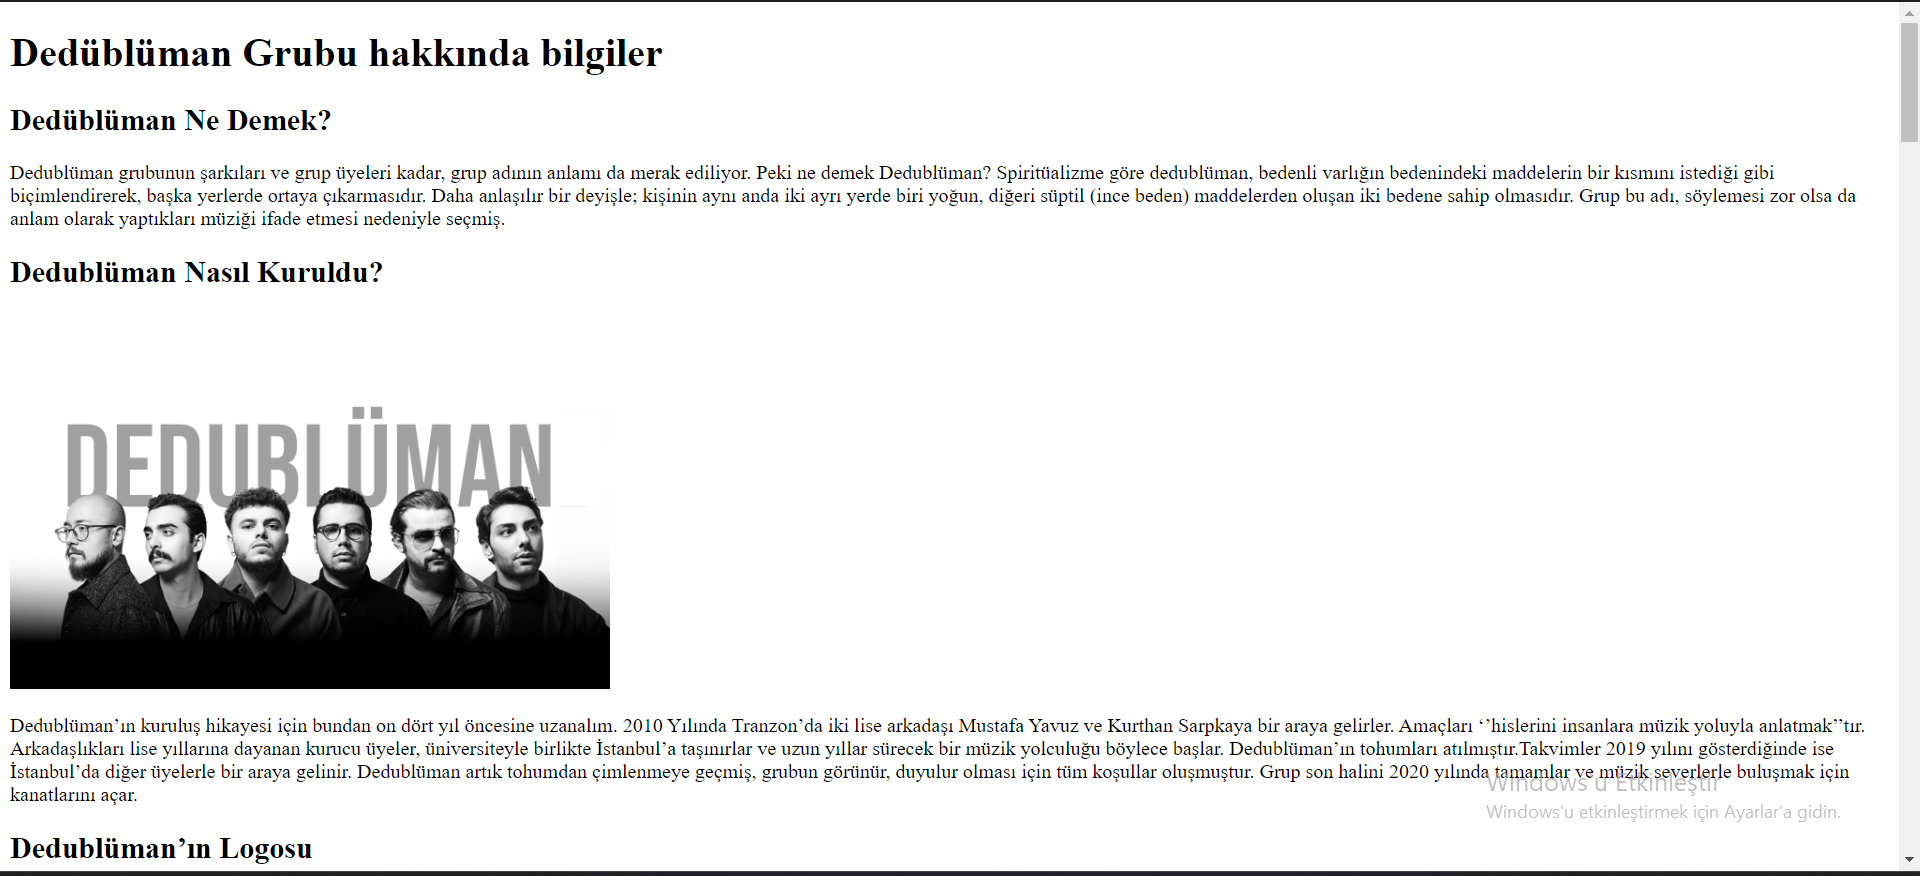 Dedüblüman Grubu hakkında bilgiler
Dedüblüman Ne Demek?
Dedublüman grubunun şarkıları ve grup üyeleri kadar, grup adının anlamı da merak ediliyor. Peki ne demek Dedublüman? Spiritüalizme göre dedublüman, bedenli varlığın bedenindeki maddelerin bir kısmını istediği gibi
biçimlendirerek, başka yerlerde ortaya çıkarmasıdır. Daha anlaşılır bir deyişle; kişinin aynı anda iki ayrı yerde biri yoğun, diğeri süptil (ince beden) maddelerden oluşan iki bedene sahip olmasıdır. Grup bu adı, söylemesi zor olsa da
anlam olarak yaptıkları müziği ifade etmesi nedeniyle seçmiş.
Dedublüman Nasıl Kuruldu?
DEDUBLÜMAN
Dedublüman’ın kuruluş hikayesi için bundan on dört yıl öncesine uzanalım. 2010 Yılında Tranzon’da iki lise arkadaşı Mustafa Yavuz ve Kurthan Sarpkaya bir araya gelirler. Amaçları ‘’hislerini insanlara müzik yoluyla anlatmak’’tır.
Arkadaşlıkları lise yıllarına dayanan kurucu üyeler, üniversiteyle birlikte İstanbul’a taşınırlar ve uzun yıllar sürecek bir müzik yolculuğu böylece başlar. Dedublüman’ın tohumları atılmıştır.Takvimler 2019 yılını gösterdiğinde ise
İstanbul’da diğer üyelerle bir araya gelinir. Dedublüman artık tohumdan çimlenmeye geçmiş, grubun görünür, duyulur olması için tüm koşullar oluşmuştur. Grup son halini 2020 yılında tamamlar ve müzik severlerle buluşmak için
kanatlarını açar.
Windows'u Etkinleştir
Windows'u etkinleştirmek için Ayarlar'a gidin.
Dedublüman’ın Logosu